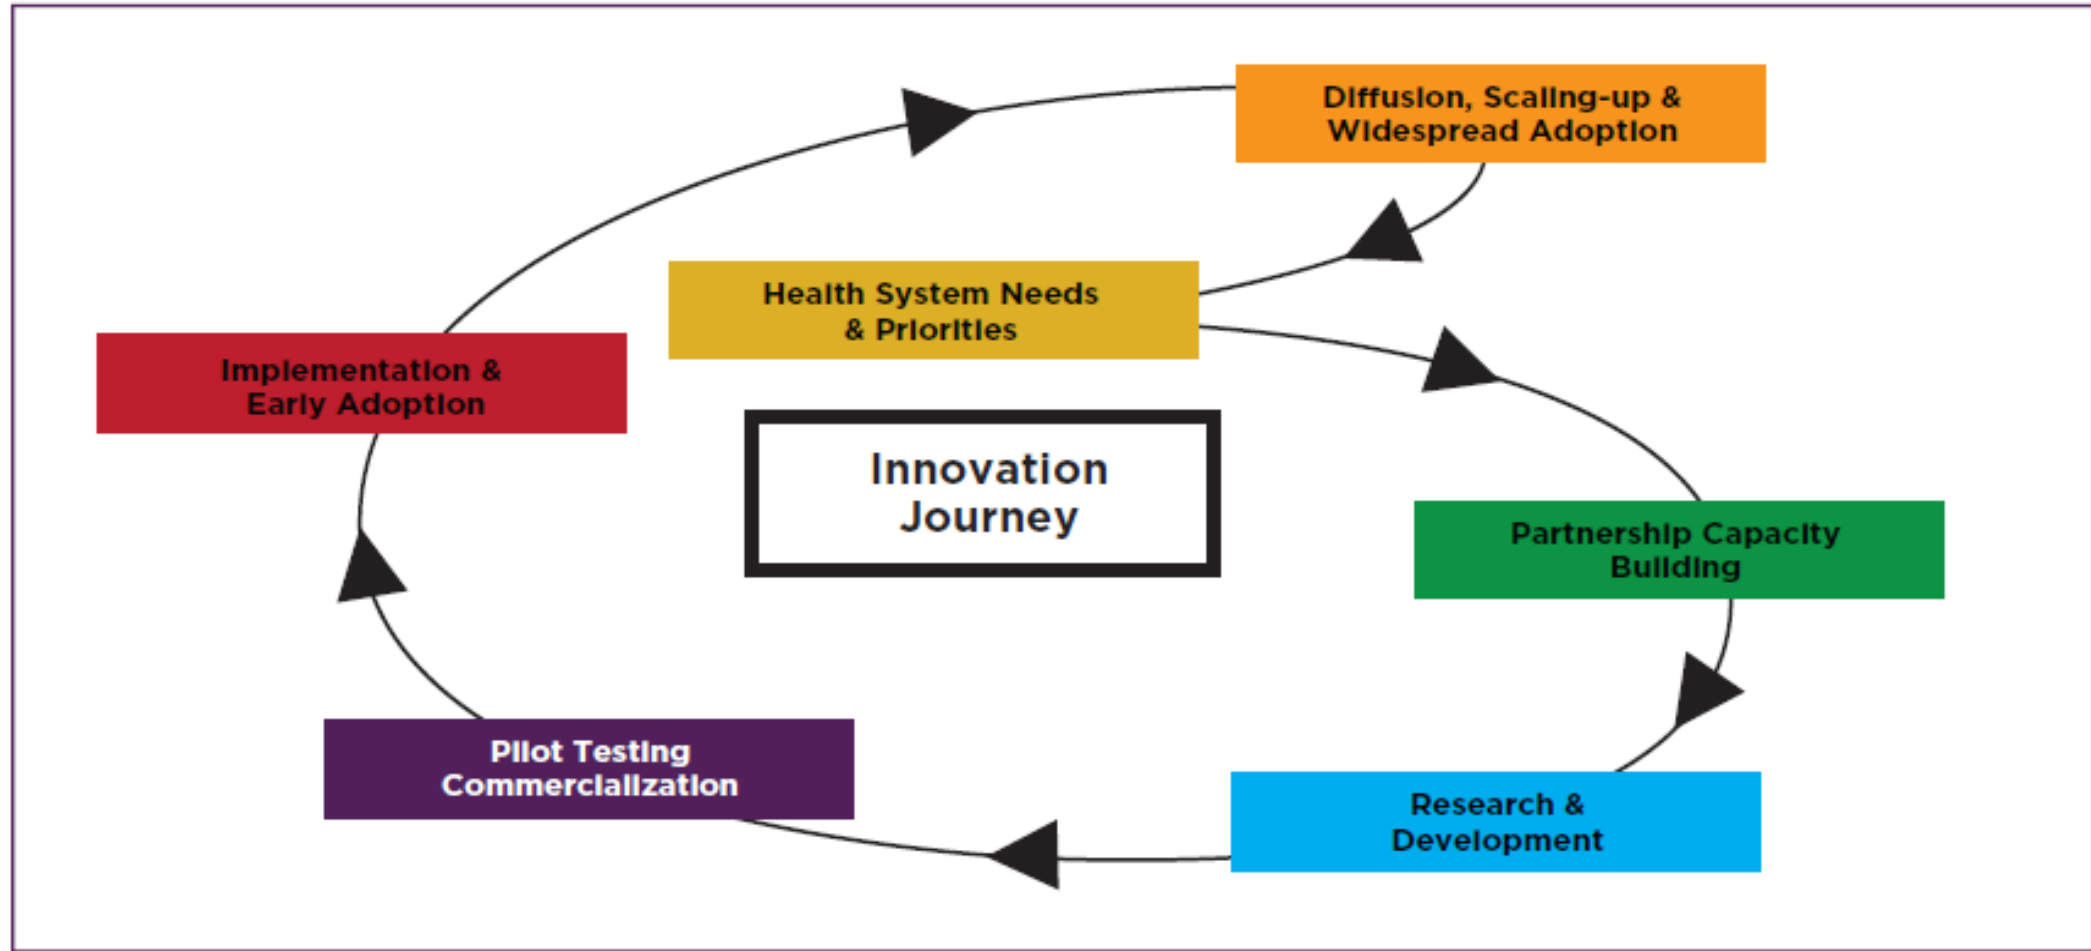 Diffusion, Scaling-up &
Widespread Adoption
Health System Needs
& Priorities
Implementation &
Early Adoption
Innovation
Journey
Partnership Capacity
Building
Pilot Testing
Commercialization
Research &
Development